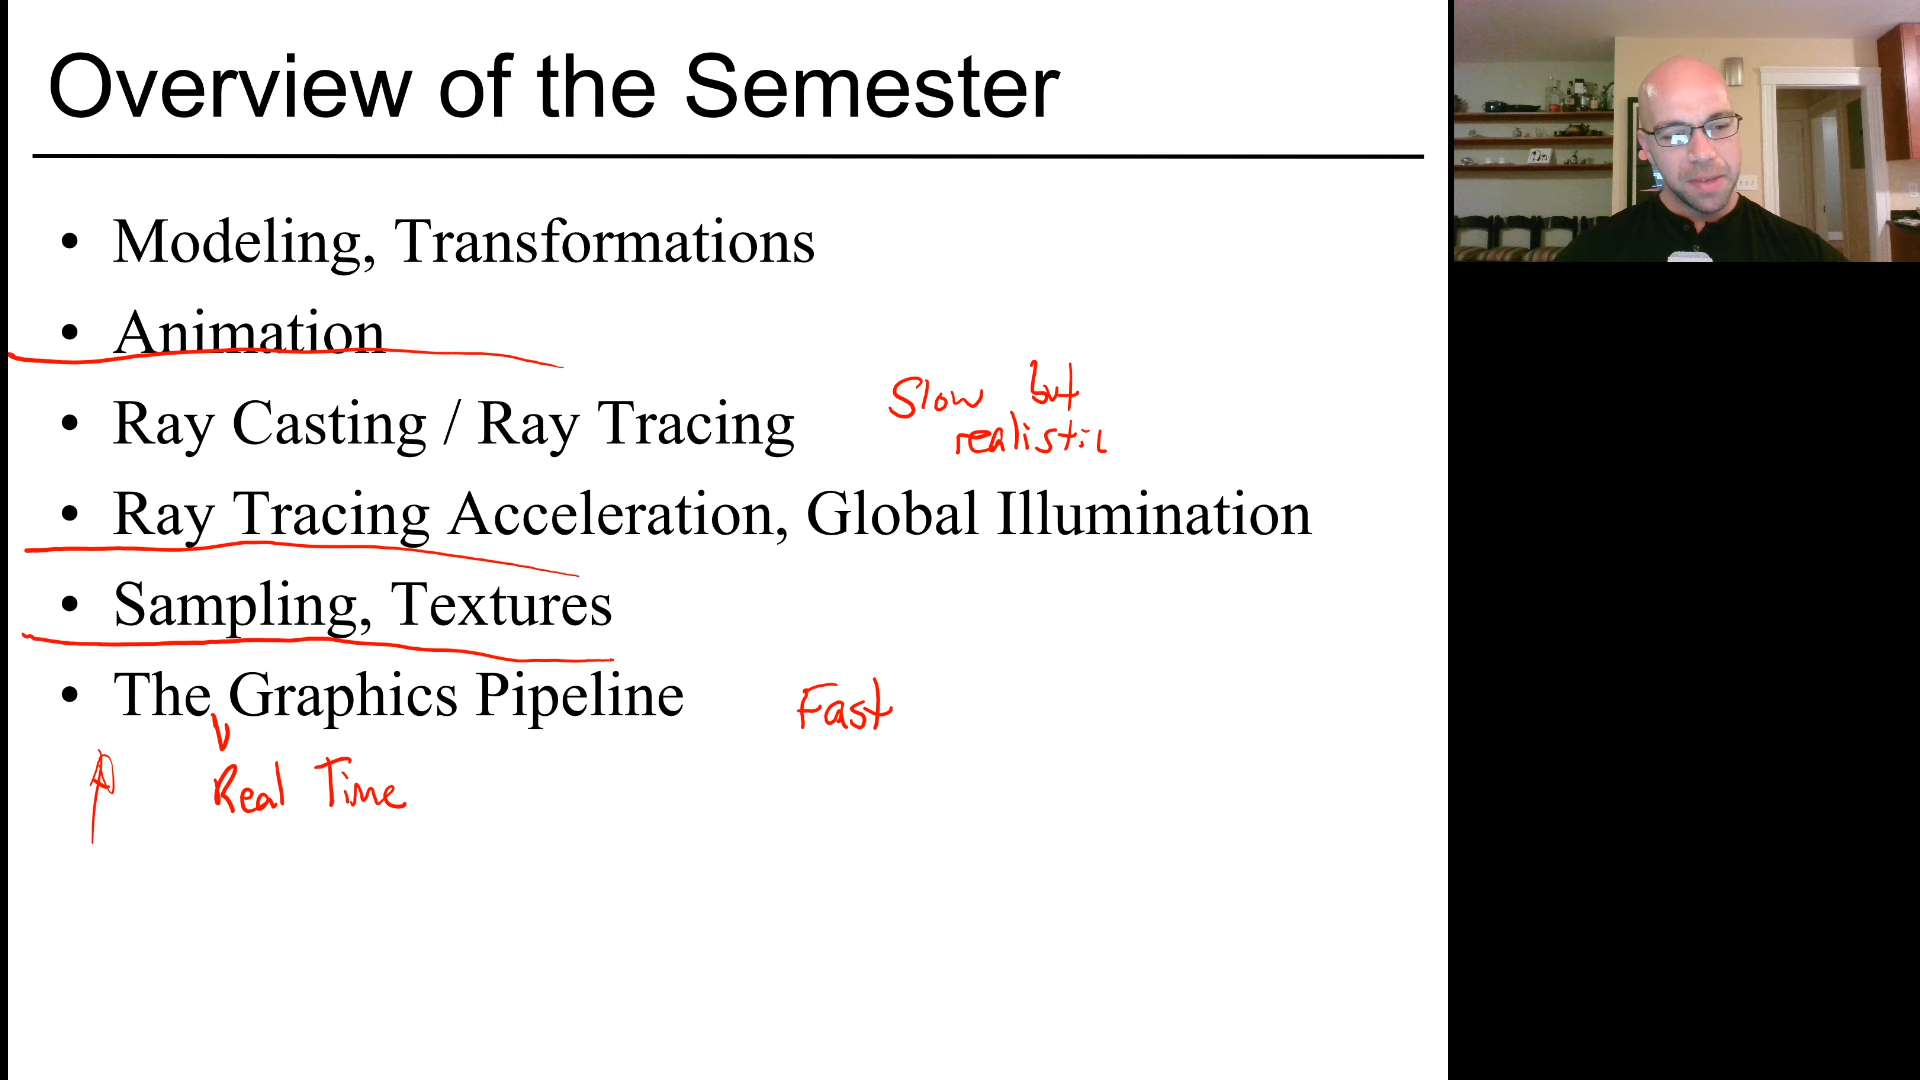 Overview of the Semester
• Modeling, Transformations
• Animation
• Ray Casting / Ray Tracing
Slow but
realistic
• Ray Tracing Acceleration, Global Illumination
• Sampling, Textures
• The Graphics Pipeline
Fast
Real Time